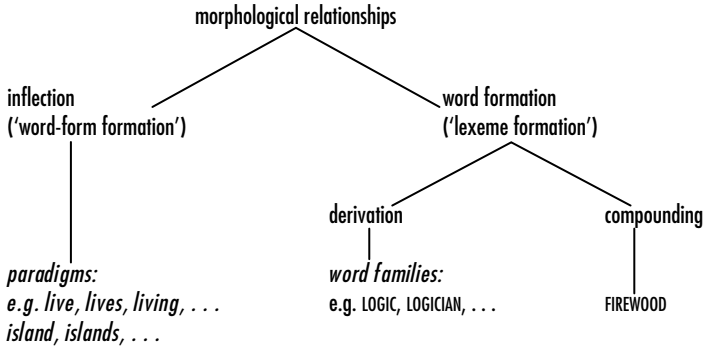 morphological relationships
inflection
(‘word-form formation’)
word formation
(‘lexeme formation’)
derivation
compounding
paradigms:
e.g. live, lives, living, . . .
island, islands, . . .
word families:
e.g. LOGIC, LOGICIAN, . . .
FIREWOOD